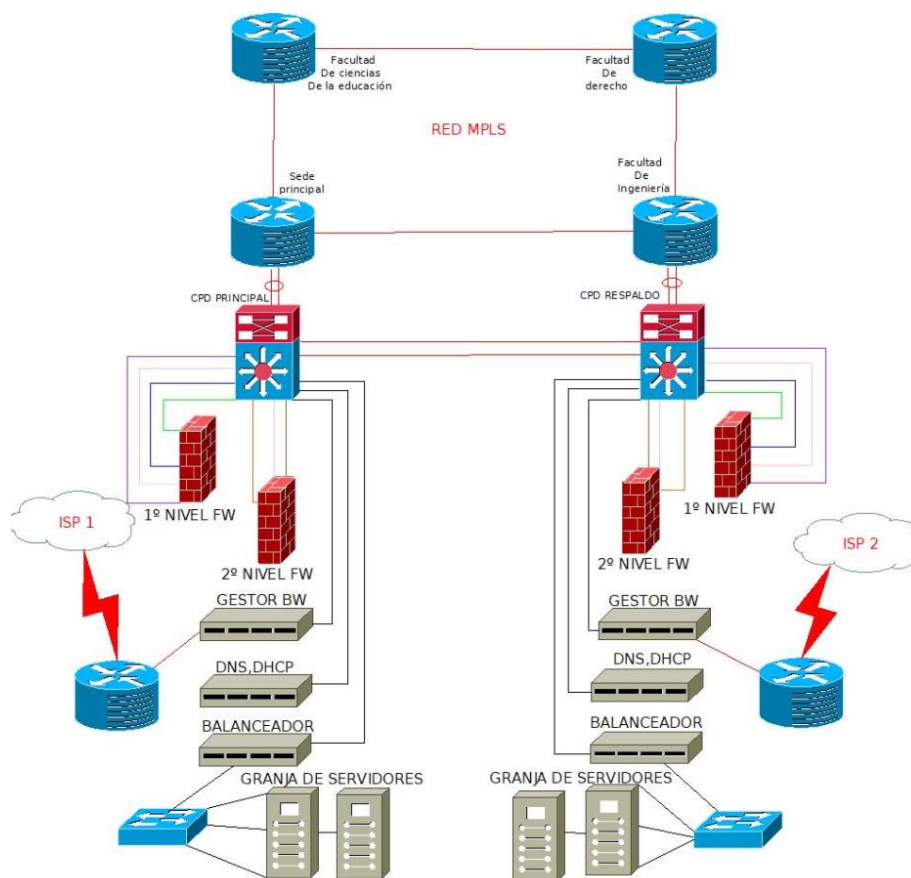 Facultad
De ciencias
De la educación
Facultad
De
derecho
RED MPLS
Sede
principal
Facultad
De
Ingeniería
CPD PRINCIPAL
CPD RESPALDO
1º NIVEL FW
1º NIVEL FW
ISP 1
ISP 2
2º NIVEL FW
2º NIVEL FW
GESTOR BW
GESTOR BW
DNS,DHCP
DNS,DHCP
BALANCEADOR
BALANCEADOR
GRANJA DE SERVIDORES
GRANJA DE SERVIDORES